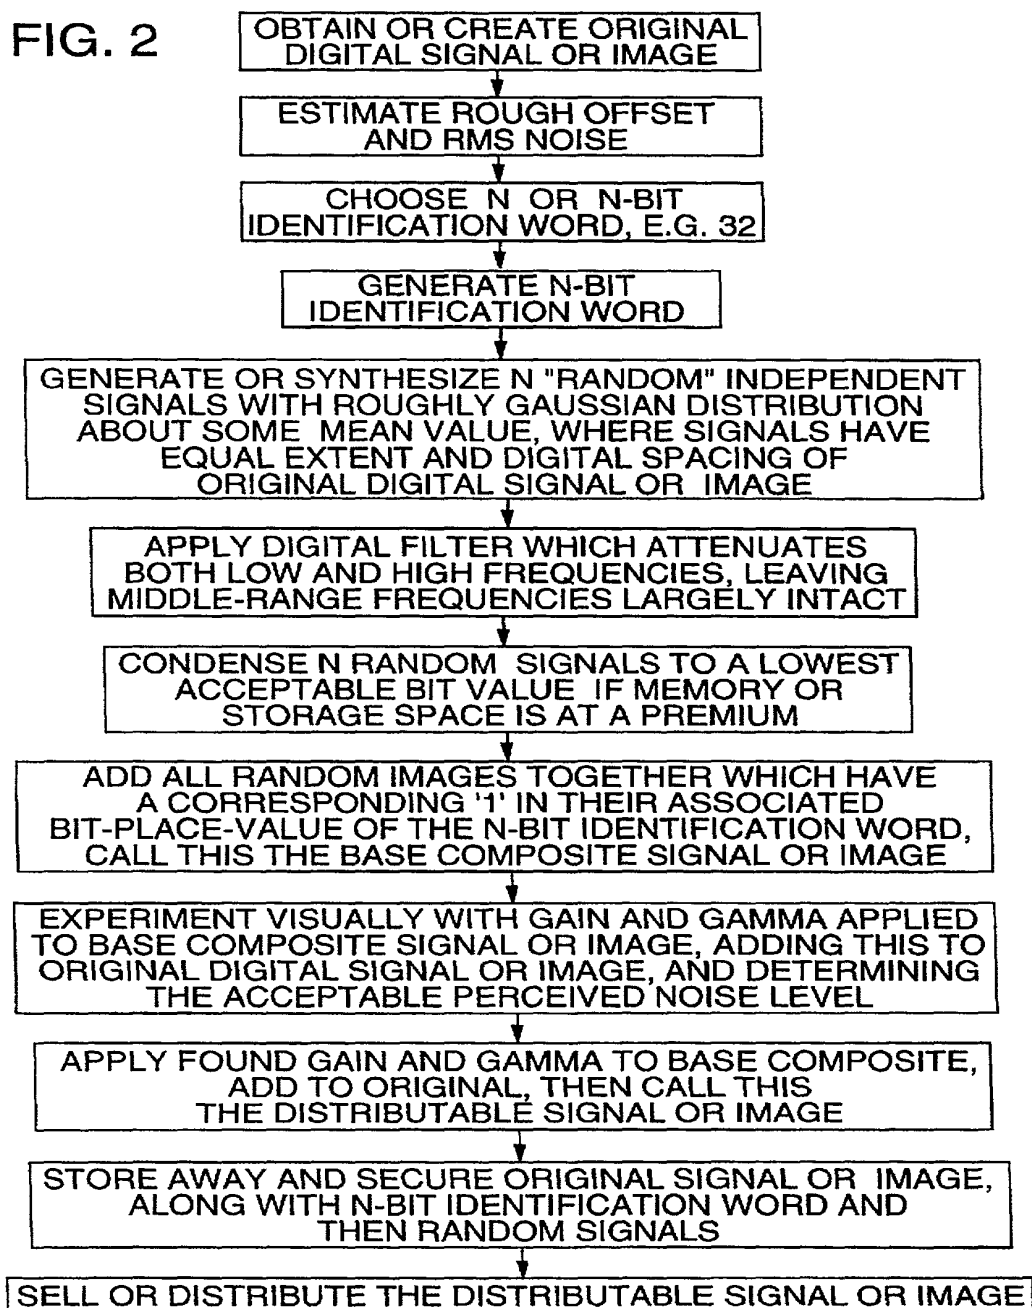 FIG. 2
OBTAIN OR CREATE ORIGINAL
DIGITAL SIGNAL OR IMAGE
ESTIMATE ROUGH OFFSET
AND RMS NOISE
CHOOSE N OR N-BIT
IDENTIFICATION WORD, E.G. 32
GENERATE N-BIT
IDENTIFICATION WORD
GENERATE OR SYNTHESIZE N "RANDOM" INDEPENDENT
SIGNALS WITH ROUGHLY GAUSSIAN DISTRIBUTION
ABOUT SOME MEAN VALUE, WHERE SIGNALS HAVE
EQUAL EXTENT AND DIGITAL SPACING OF
ORIGINAL DIGITAL SIGNAL OR IMAGE
APPLY DIGITAL FILTER WHICH ATTENUATES
BOTH LOW AND HIGH FREQUENCIES, LEAVING
MIDDLE-RANGE FREQUENCIES LARGELY INTACT
CONDENSE N RANDOM SIGNALS TO A LOWEST
ACCEPTABLE BIT VALUE IF MEMORY OR
STORAGE SPACE IS AT A PREMIUM
ADD ALL RANDOM IMAGES TOGETHER WHICH HAVE
A CORRESPONDING '1' IN THEIR ASSOCIATED
BIT-PLACE-VALUE OF THE N-BIT IDENTIFICATION WORD,
CALL THIS THE BASE COMPOSITE SIGNAL OR IMAGE
EXPERIMENT VISUALLY WITH GAIN AND GAMMA APPLIED
TO BASE COMPOSITE SIGNAL OR IMAGE, ADDING THIS TO
ORIGINAL DIGITAL SIGNAL OR IMAGE, AND DETERMINING
THE ACCEPTABLE PERCEIVED NOISE LEVEL
APPLY FOUND GAIN AND GAMMA TO BASE COMPOSITE,
ADD TO ORIGINAL, THEN CALL THIS
THE DISTRIBUTABLE SIGNAL OR IMAGE
STORE AWAY AND SECURE ORIGINAL SIGNAL OR IMAGE,
ALONG WITH N-BIT IDENTIFICATION WORD AND
THEN RANDOM SIGNALS
SELL OR DISTRIBUTE THE DISTRIBUTABLE SIGNAL OR IMAGE